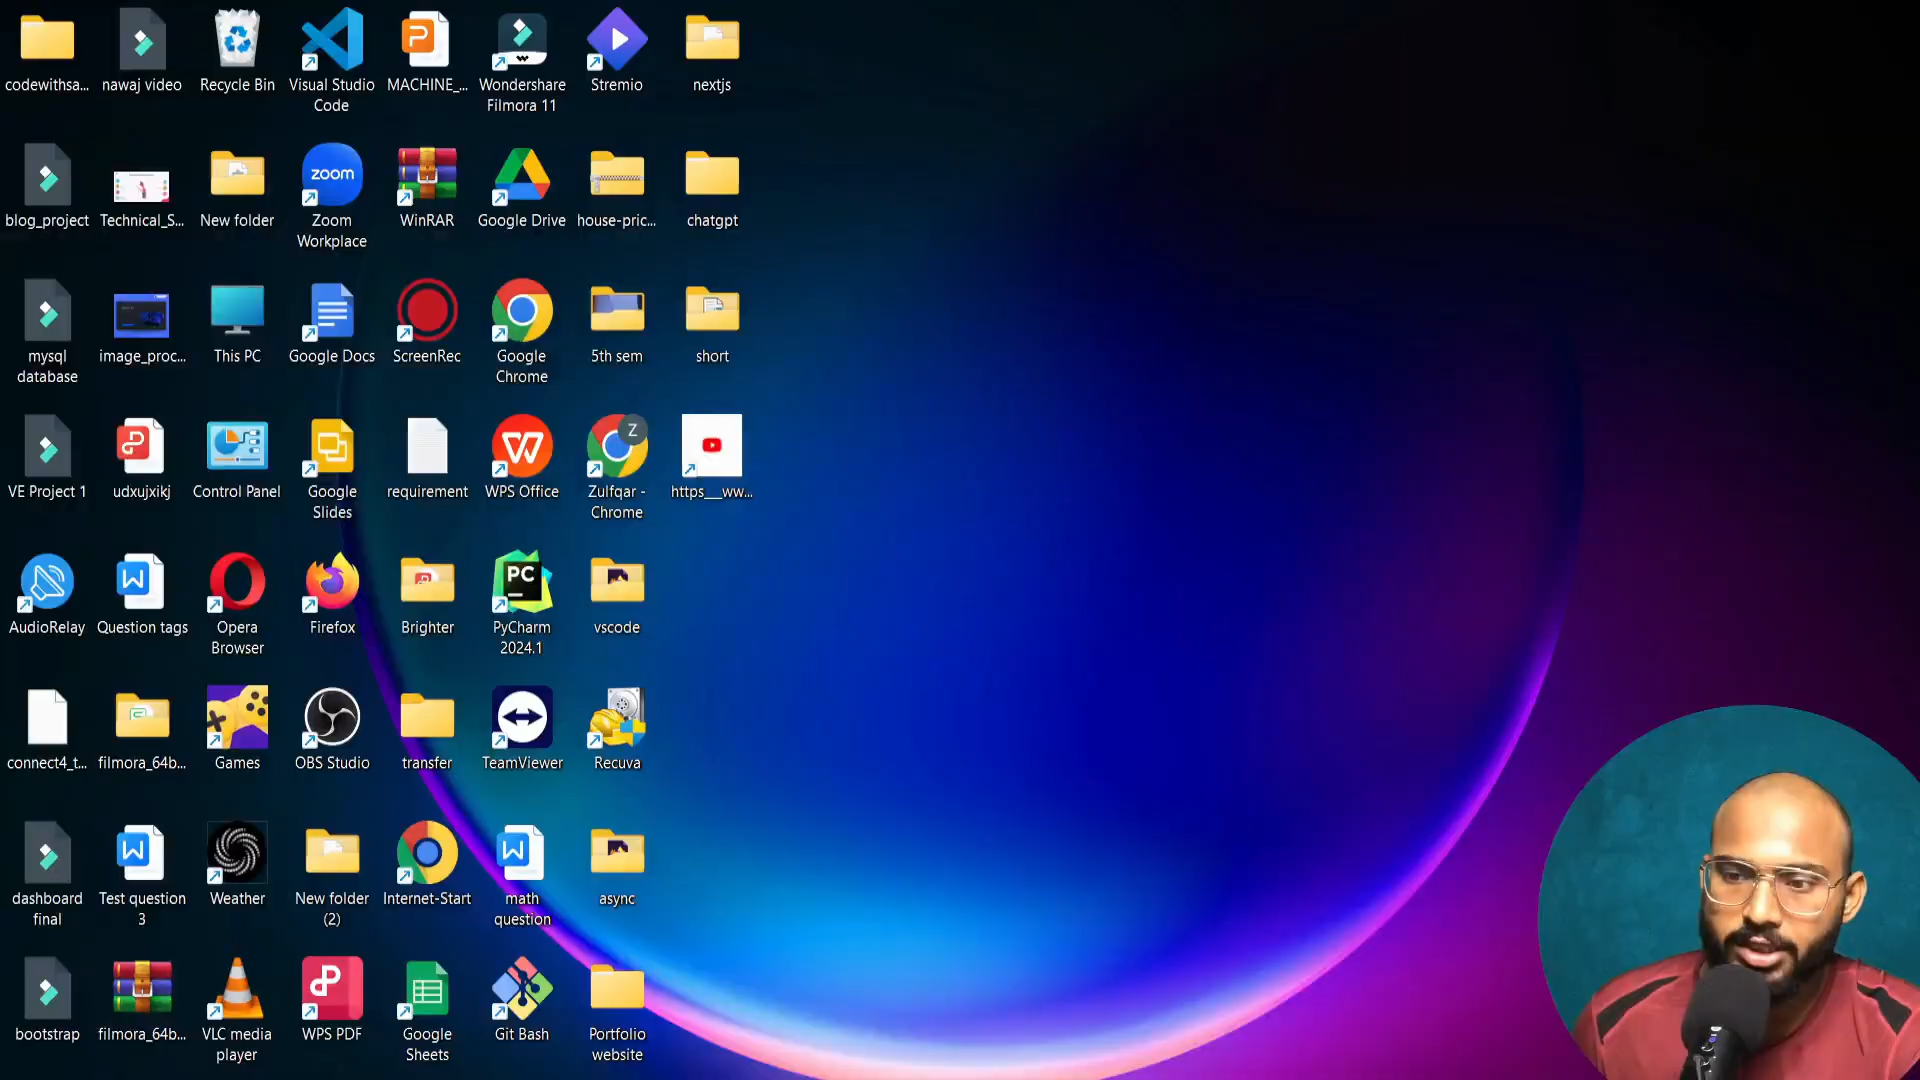 codewithsa...
nawaj video
Recycle Bin
Visual Studio
Code
MACHINE_...
Wondershare
Filmora 11
Stremio
nextjs
blog_project
Technical_S...
New folder
zoom
Zoom
Workplace
WinRAR
Google Drive
house-pric...
chatgpt
mysql
database
image_proc...
This PC
Google Docs
ScreenRec
Google
Chrome
5th sem
short
VE Project 1
udxujxikj
Control Panel
Google
Slides
requirement
W
WPS Office
Z
Zulfqar -
Chrome
https__ww...
AudioRelay
W
Question tags
Opera
Browser
Firefox
Brighter
PC
PyCharm
2024.1
vscode
connect4_t...
filmora_64b...
Games
OBS Studio
transfer
TeamViewer
Recuva
dashboard
final
W
Test question
3
Weather
New folder
(2)
Internet-Start
W
math
question
async
bootstrap
filmora_64b...
VLC media
player
WPS PDF
Google
Sheets
Git Bash
Portfolio
website